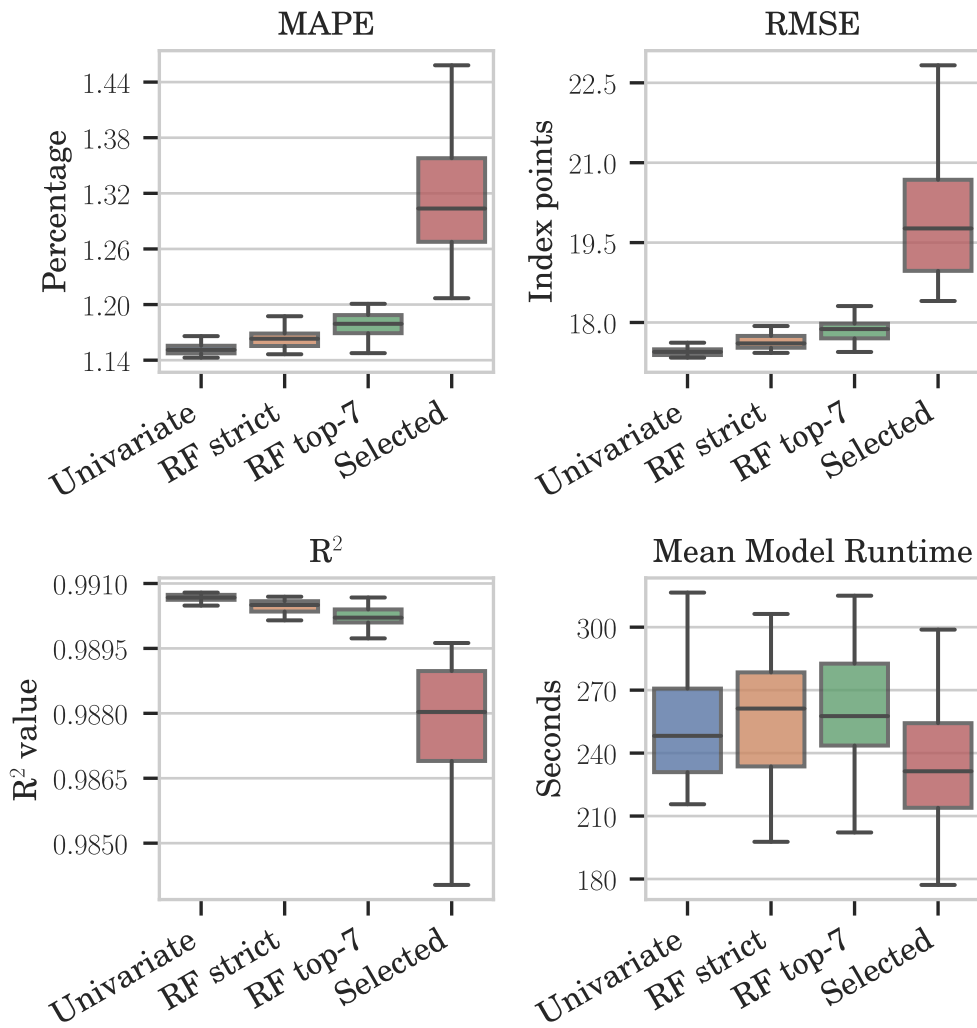 MAPE
Percentage
1.44
1.38
1.32
1.26
1.20
1.14
Univariate
RF strict
RF top-7
Selected
RMSE
Index points
22.5
21.0
19.5
18.0
Univariate
RF strict
RF top-7
Selected
R²
R² value
0.9910
0.9895
0.9880
0.9865
0.9850
Univariate
RF strict
RF top-7
Selected
Mean Model Runtime
Seconds
300
270
240
210
180
Univariate
RF strict
RF top-7
Selected